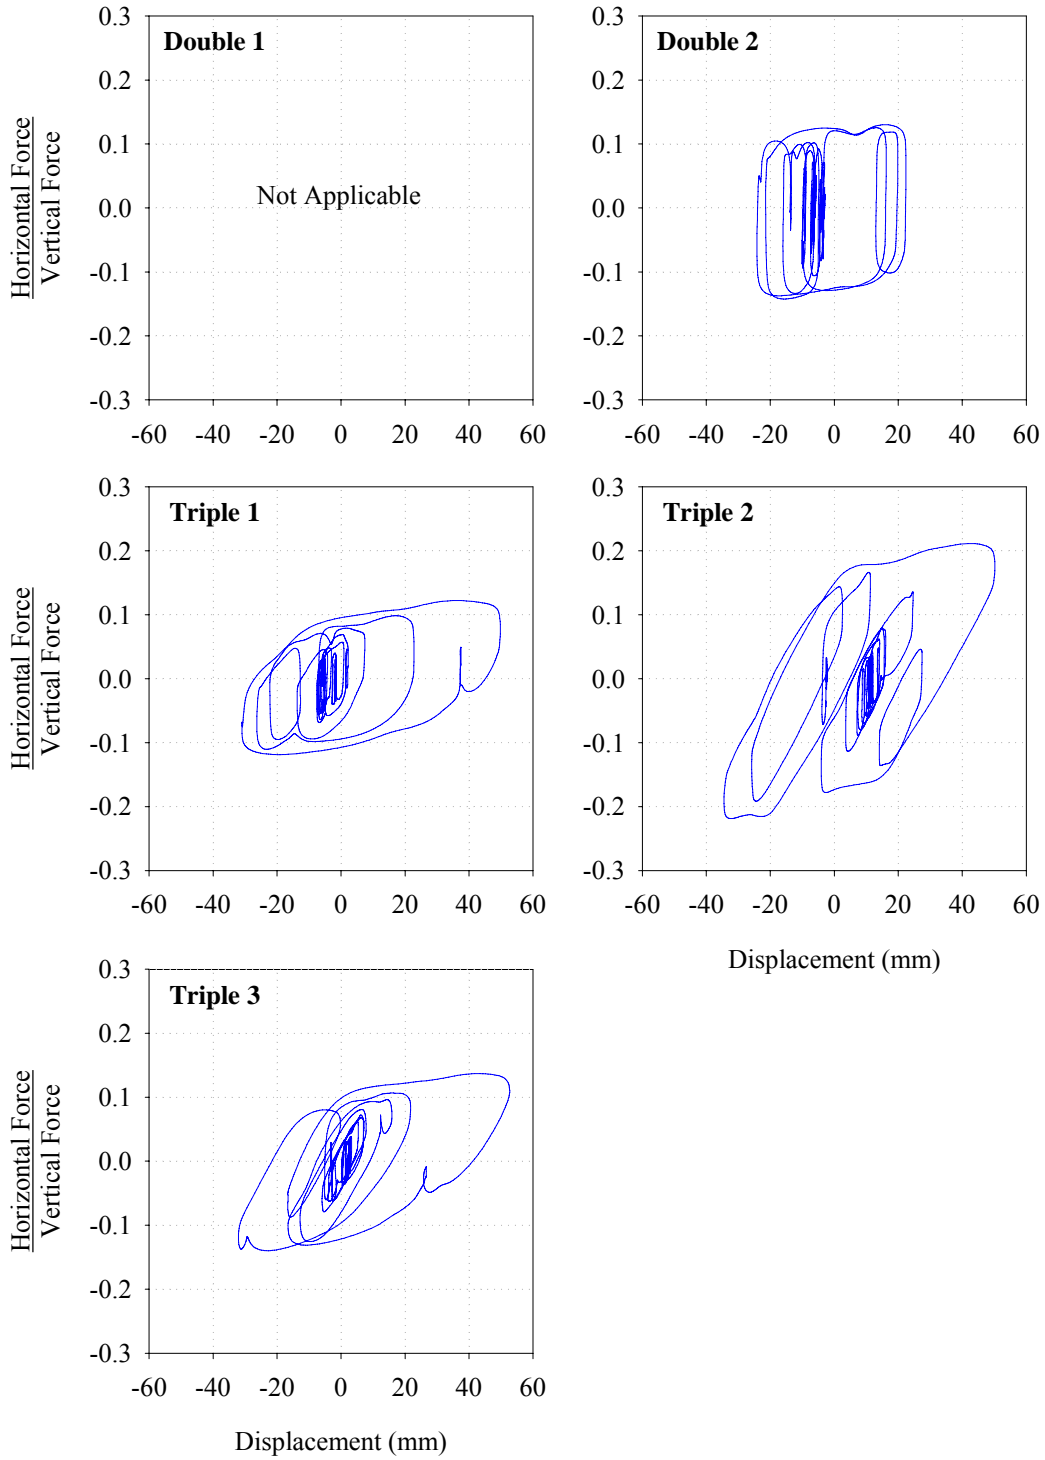 0.3
Double 1
0.2
0.1
0.0
-0.1
-0.2
-0.3
Horizontal Force
Vertical Force
Not Applicable
-60 -40 -20 0 20 40 60
0.3
Double 2
0.2
0.1
0.0
-0.1
-0.2
-0.3
-60 -40 -20 0 20 40 60
0.3
Triple 1
0.2
0.1
0.0
-0.1
-0.2
-0.3
Horizontal Force
Vertical Force
-60 -40 -20 0 20 40 60
0.3
Triple 2
0.2
0.1
0.0
-0.1
-0.2
-0.3
-60 -40 -20 0 20 40 60
Displacement (mm)
0.3
Triple 3
0.2
0.1
0.0
-0.1
-0.2
-0.3
Horizontal Force
Vertical Force
-60 -40 -20 0 20 40 60
Displacement (mm)